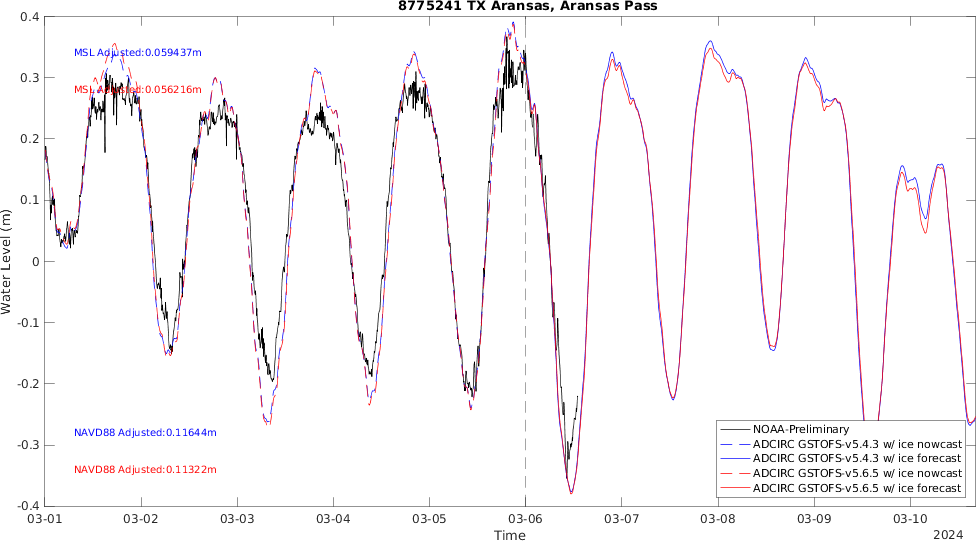 8775241 TX Aransas, Aransas Pass
0.4
0.3
0.2
0.1
0
-0.1
-0.2
-0.3
-0.4
Water Level (m)
MSL Adjusted:0.059437m
MSL Adjusted:0.056216m
NAVD88 Adjusted:0.11644m
NAVD88 Adjusted:0.11322m
NOAA-Preliminary
ADCIRC GSTOFS-v5.4.3 w/ ice nowcast
ADCIRC GSTOFS-v5.4.3 w/ ice forecast
ADCIRC GSTOFS-v5.6.5 w/ ice nowcast
ADCIRC GSTOFS-v5.6.5 w/ ice forecast
03-01 03-02 03-03 03-04 03-05 03-06 03-07 03-08 03-09 03-10
Time
2024